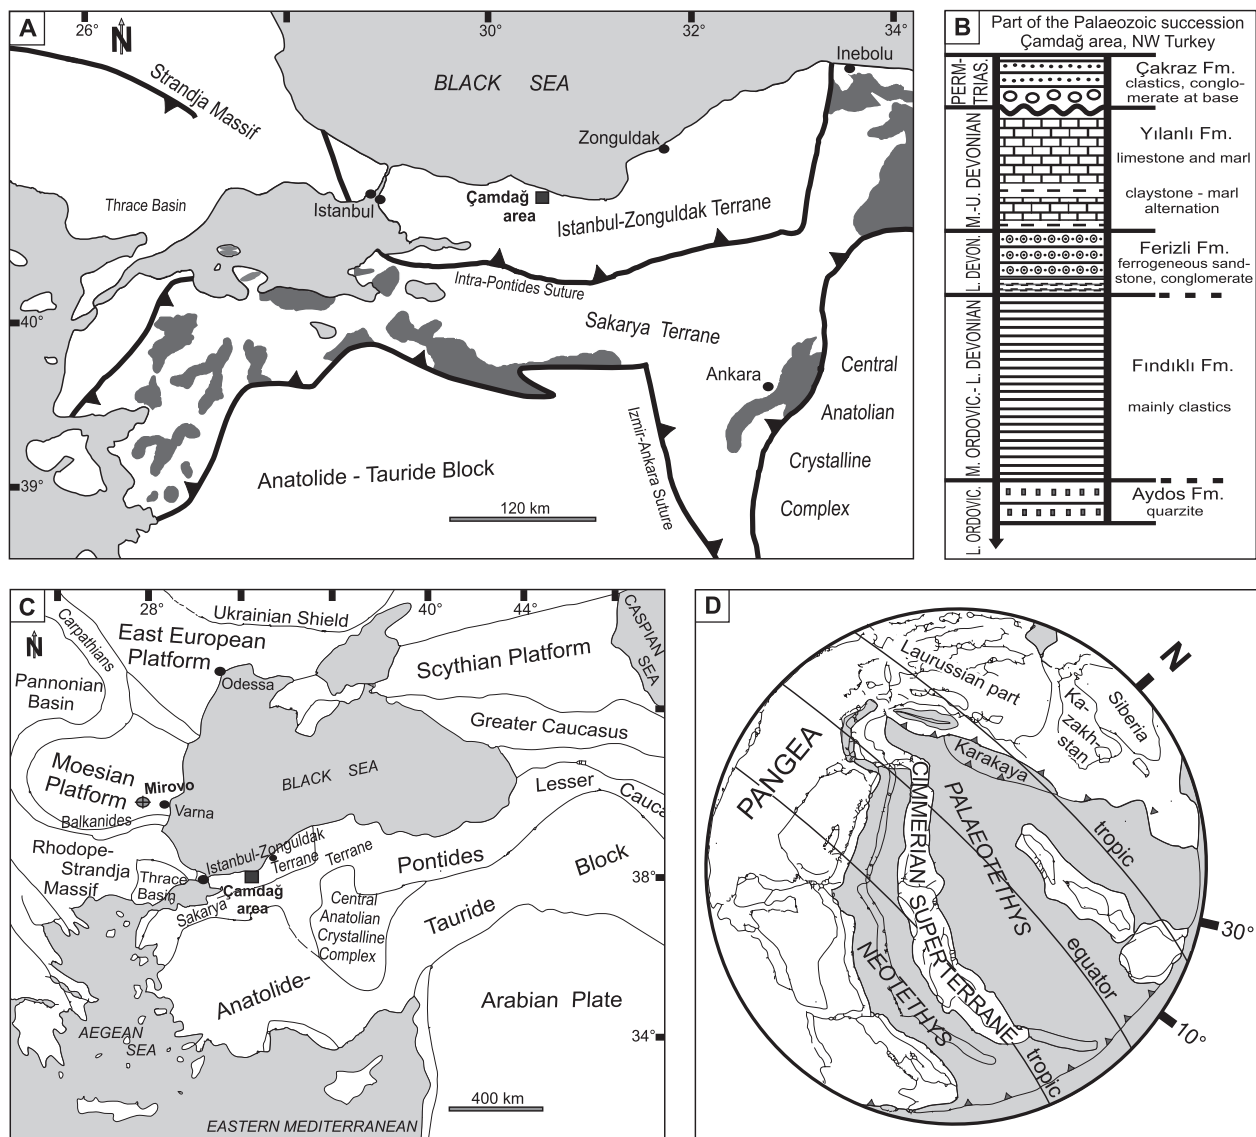 A
26°
30°
32°
34°
N
Strandja Massif
BLACK SEA
Inebolu
Zonguldak
Thrace Basin
Istanbul
Çamdağ
area
Istanbul-Zonguldak Terrane
Intra-Pontides Suture
40°
Sakarya Terrane
Ankara
Central
Anatolian
Crystalline
Complex
Izmir-Ankara Suture
Anatolide - Tauride Block
39°
120 km
B
Part of the Palaeozoic succession
Çamdağ area, NW Turkey
PERM-
TRIAS.
Çakraz Fm.
clastics, conglo-
merate at base
M.-U. DEVONIAN
Yılanlı Fm.
limestone and marl
claystone - marl
alternation
L. DEVON.
Ferizli Fm.
ferrogeneous sand-
stone, conglomerate
M. ORDOVIC.- L. DEVONIAN
Fındıklı Fm.
mainly clastics
L. ORDOVIC.
Aydos Fm.
quarzite
C
28°
40°
44°
N
Ukrainian Shield
CASPIAN
SEA
Carpathians
East European
Platform
Scythian Platform
Odessa
Pannonian
Basin
Greater Caucasus
Moesian
Platform
Mirovo
BLACK SEA
Lesser
Cauca
Varna
Balkanides
Rhodope-
Strandja
Massif
Istanbul-Zonguldak
Terrane
Terrane
Pontides
Block
Thrace
Basin
38°
Çamdağ
area
Sakarya
Central
Anatolian
Crystalline
Complex
Tauride
Anatolide-
Arabian Plate
AEGEAN
SEA
34°
400 km
EASTERN MEDITERRANEAN
D
N
Laurussian part
Ka-
zakh-
stan
Siberia
PANGEA
Karakaya
CIMMERIAN SUPERTERRANE
PALAEOTETHYS
tropic
NEOTETHYS
equator
30°
10°
tropic